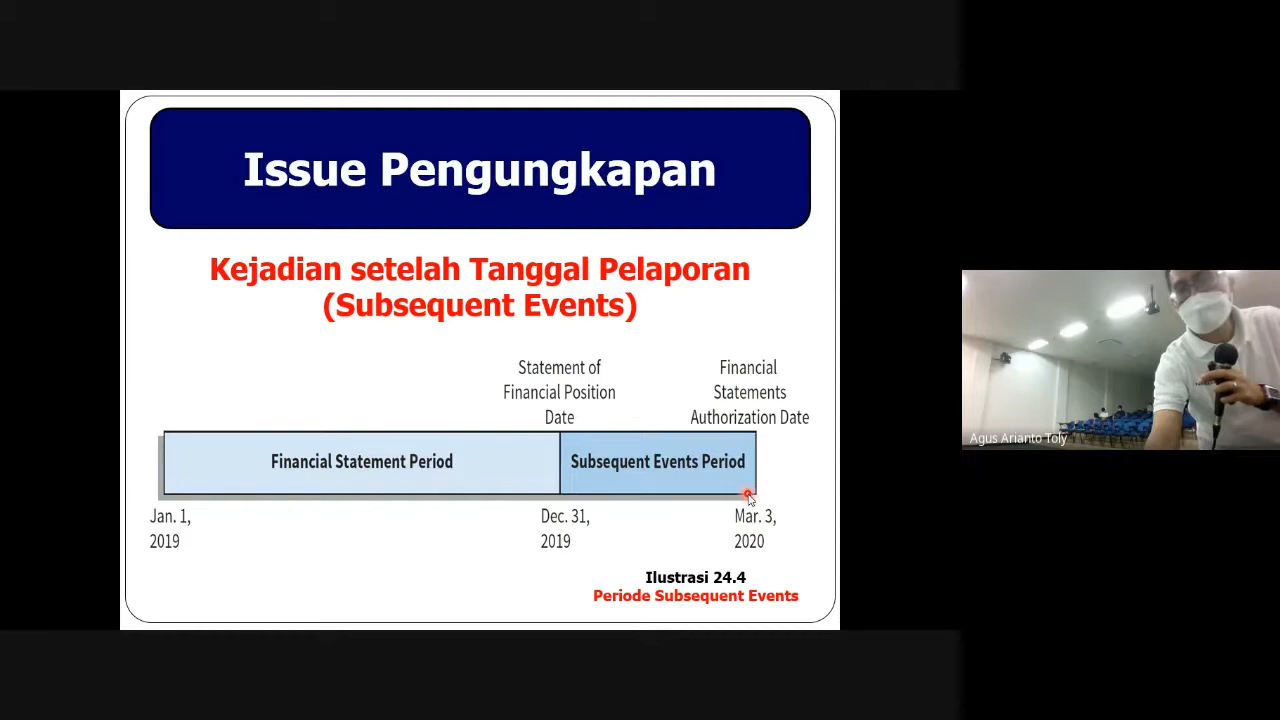 Issue Pengungkapan
Kejadian setelah Tanggal Pelaporan
(Subsequent Events)
Statement of
Financial Position
Date
Financial
Statements
Authorization Date
Financial Statement Period
Subsequent Events Period
Jan. 1,
2019
Dec. 31,
2019
Mar. 3,
2020
Ilustrasi 24.4
Periode Subsequent Events
Agus Arianto Toly